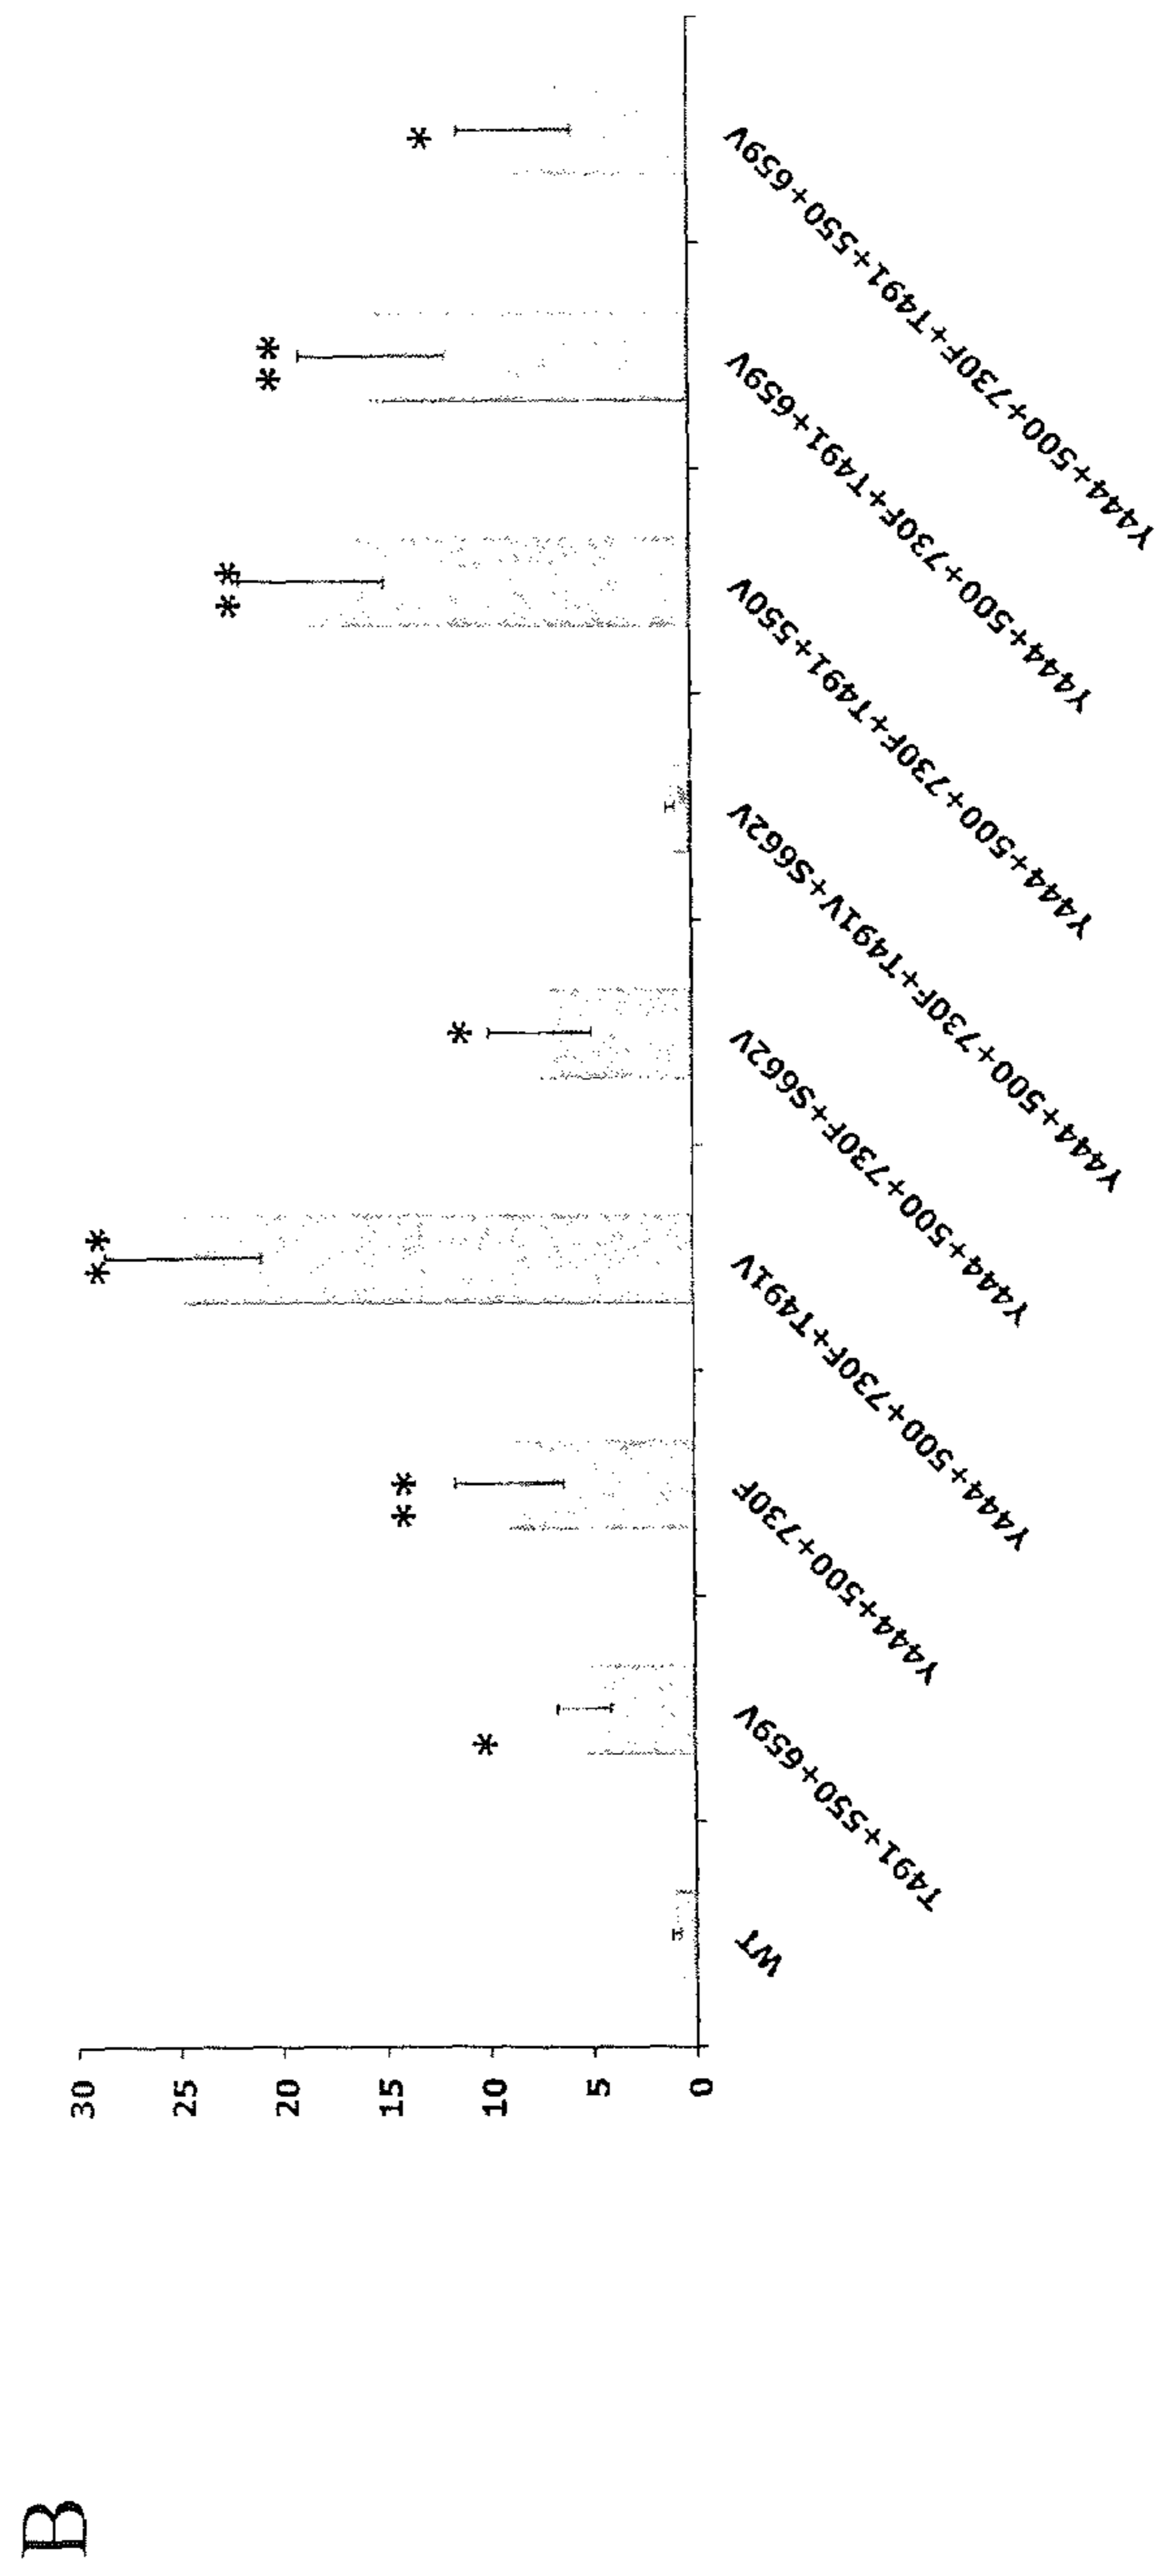 B
30
25
20
15
10
5
0
*
**
**
*
**
**
*
WT
T491+550+659V
Y444+500+730F
Y444+500+730F+T491V
Y444+500+730F+S662V
Y444+500+730F+T491V+S662V
Y444+500+730F+T491+550V
Y444+500+730F+T491+659V
Y444+500+730F+T491+550+659V